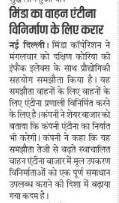 मिंडा का वाहन एंटीना
विनिर्माण के लिए करार
नई दिल्ली। मिंडा कॉरपोरेशन ने
मंगलवार को दक्षिण कोरिया की
इंफैक इलेक्स के साथ प्रौद्योगिकी
सहयोग समझौता किया है। यह
समझौता वाहनों के लिए वाहनों के
लिए एंटीना प्रणाली विनिर्मित करने
के लिए है। कंपनी ने शेयर बाजार को
बताया कि कंपनी एंटीना का निर्यात
भी करेगी। कंपनी ने कहा कि यह
समझौता तेजी से बढ़ते स्वचालित
वाहन एंटीना बाजार में मूल उपकरण
विनिर्माताओं को एक पूर्ण समाधान
उपलब्ध कराने की दिशा में बढ़ाया
गया कदम है।